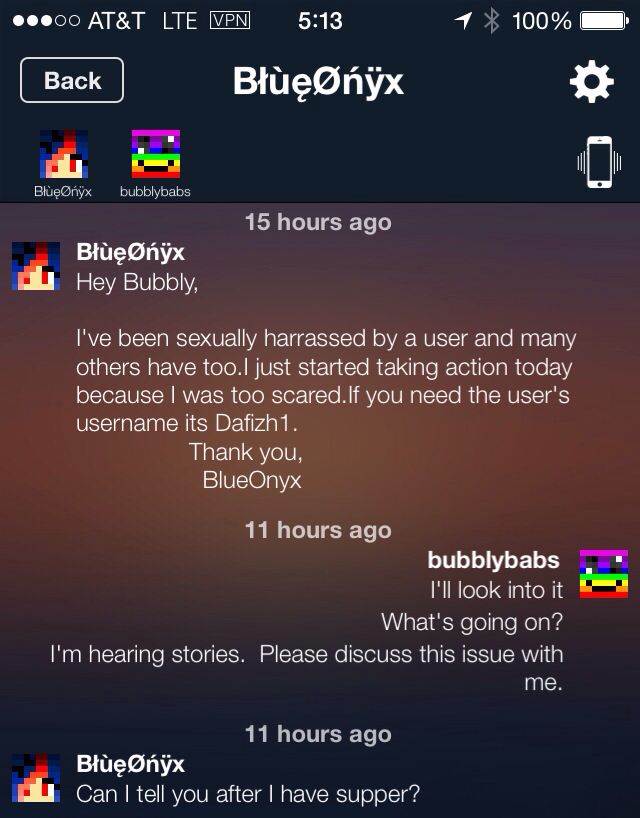 AT&T LTE VPN 5:13 100%
Back
BłùęØńÿx
BłùęØńÿx bubblybabs
15 hours ago
BłùęØńÿx
Hey Bubbly,
I've been sexually harrassed by a user and many
others have too.I just started taking action today
because I was too scared.If you need the user's
username its Dafizh1.
Thank you,
BlueOnyx
11 hours ago
bubblybabs
I'll look into it
What's going on?
I'm hearing stories.  Please discuss this issue with
me.
11 hours ago
BłùęØńÿx
Can I tell you after I have supper?